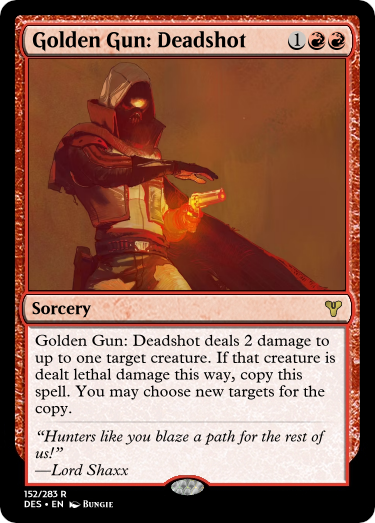 Golden Gun: Deadshot 1
Sorcery
Golden Gun: Deadshot deals 2 damage to
up to one target creature. If that creature is
dealt lethal damage this way, copy this
spell. You may choose new targets for the
copy.
“Hunters like you blaze a path for the rest of
us!”
—Lord Shaxx
152/283 R
DES • EN Bungie